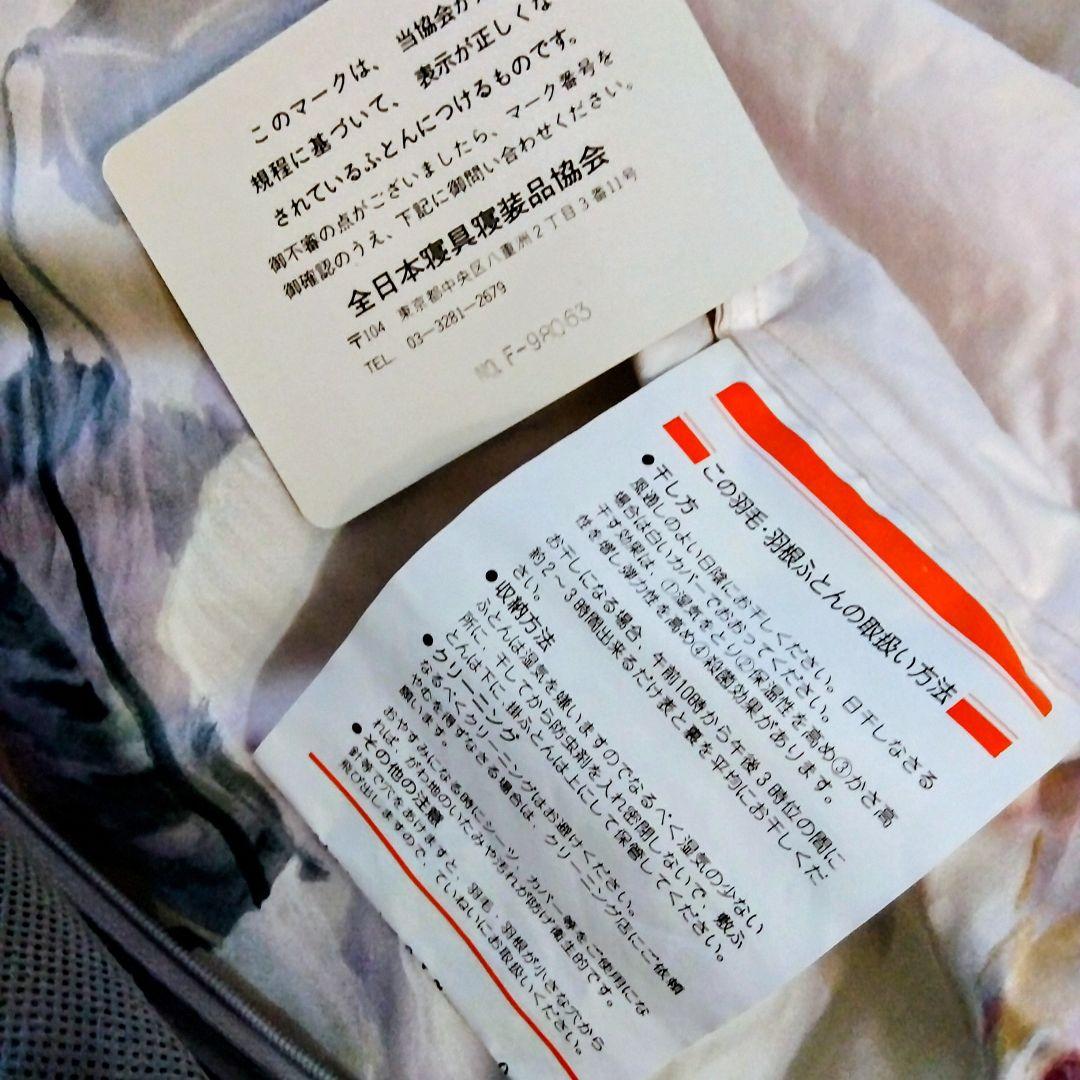 このマークは、 当協会が
規程に基づいて、 表示が正しくな
されているふとんにつけるものです。
御不審の点がございましたら、マーク番号を
御確認のうえ、下記に御問い合わせください。
全日本寝具寝装品協会
〒104 東京都中央区八重洲2丁目3番11号
TEL 03-3281-2679
F-98063
この羽毛・羽根ふとんの取扱い方法
●干し方
風通しのよい日陰にお干しください。 日干しなさる
場合は白いカバーでおおってください。
干す効果は、①湿気をとり②保温性を高め③かさ高
性を増し弾力性を高め④殺菌効果があります。
お干しになる場合、午前10時から午後3時位の間に
約2~3時間出来るだけ表と裏を平均にお干しくだ
さい。
●収納方法
ふとんは湿気を嫌いますのでなるべく湿気の少ない
所に、干してから防虫剤を入れ密閉しないで、敷ふ
とんは下に、掛ふとんは上にして保管してください。
●クリーニング
なるべくクリーニングはお避けください。
やむを得ずなさる場合は、クリーニング店にご依頼
願います。
●その他の注意
おやすみになる時にシーツ、カバー等をご使用にな
れば、がわ地のいたみやよごれが防げ衛生的です。
針等で穴をあけますと、羽毛・羽根が小さな穴から
飛び出しますので、ていねいにお取扱いください。